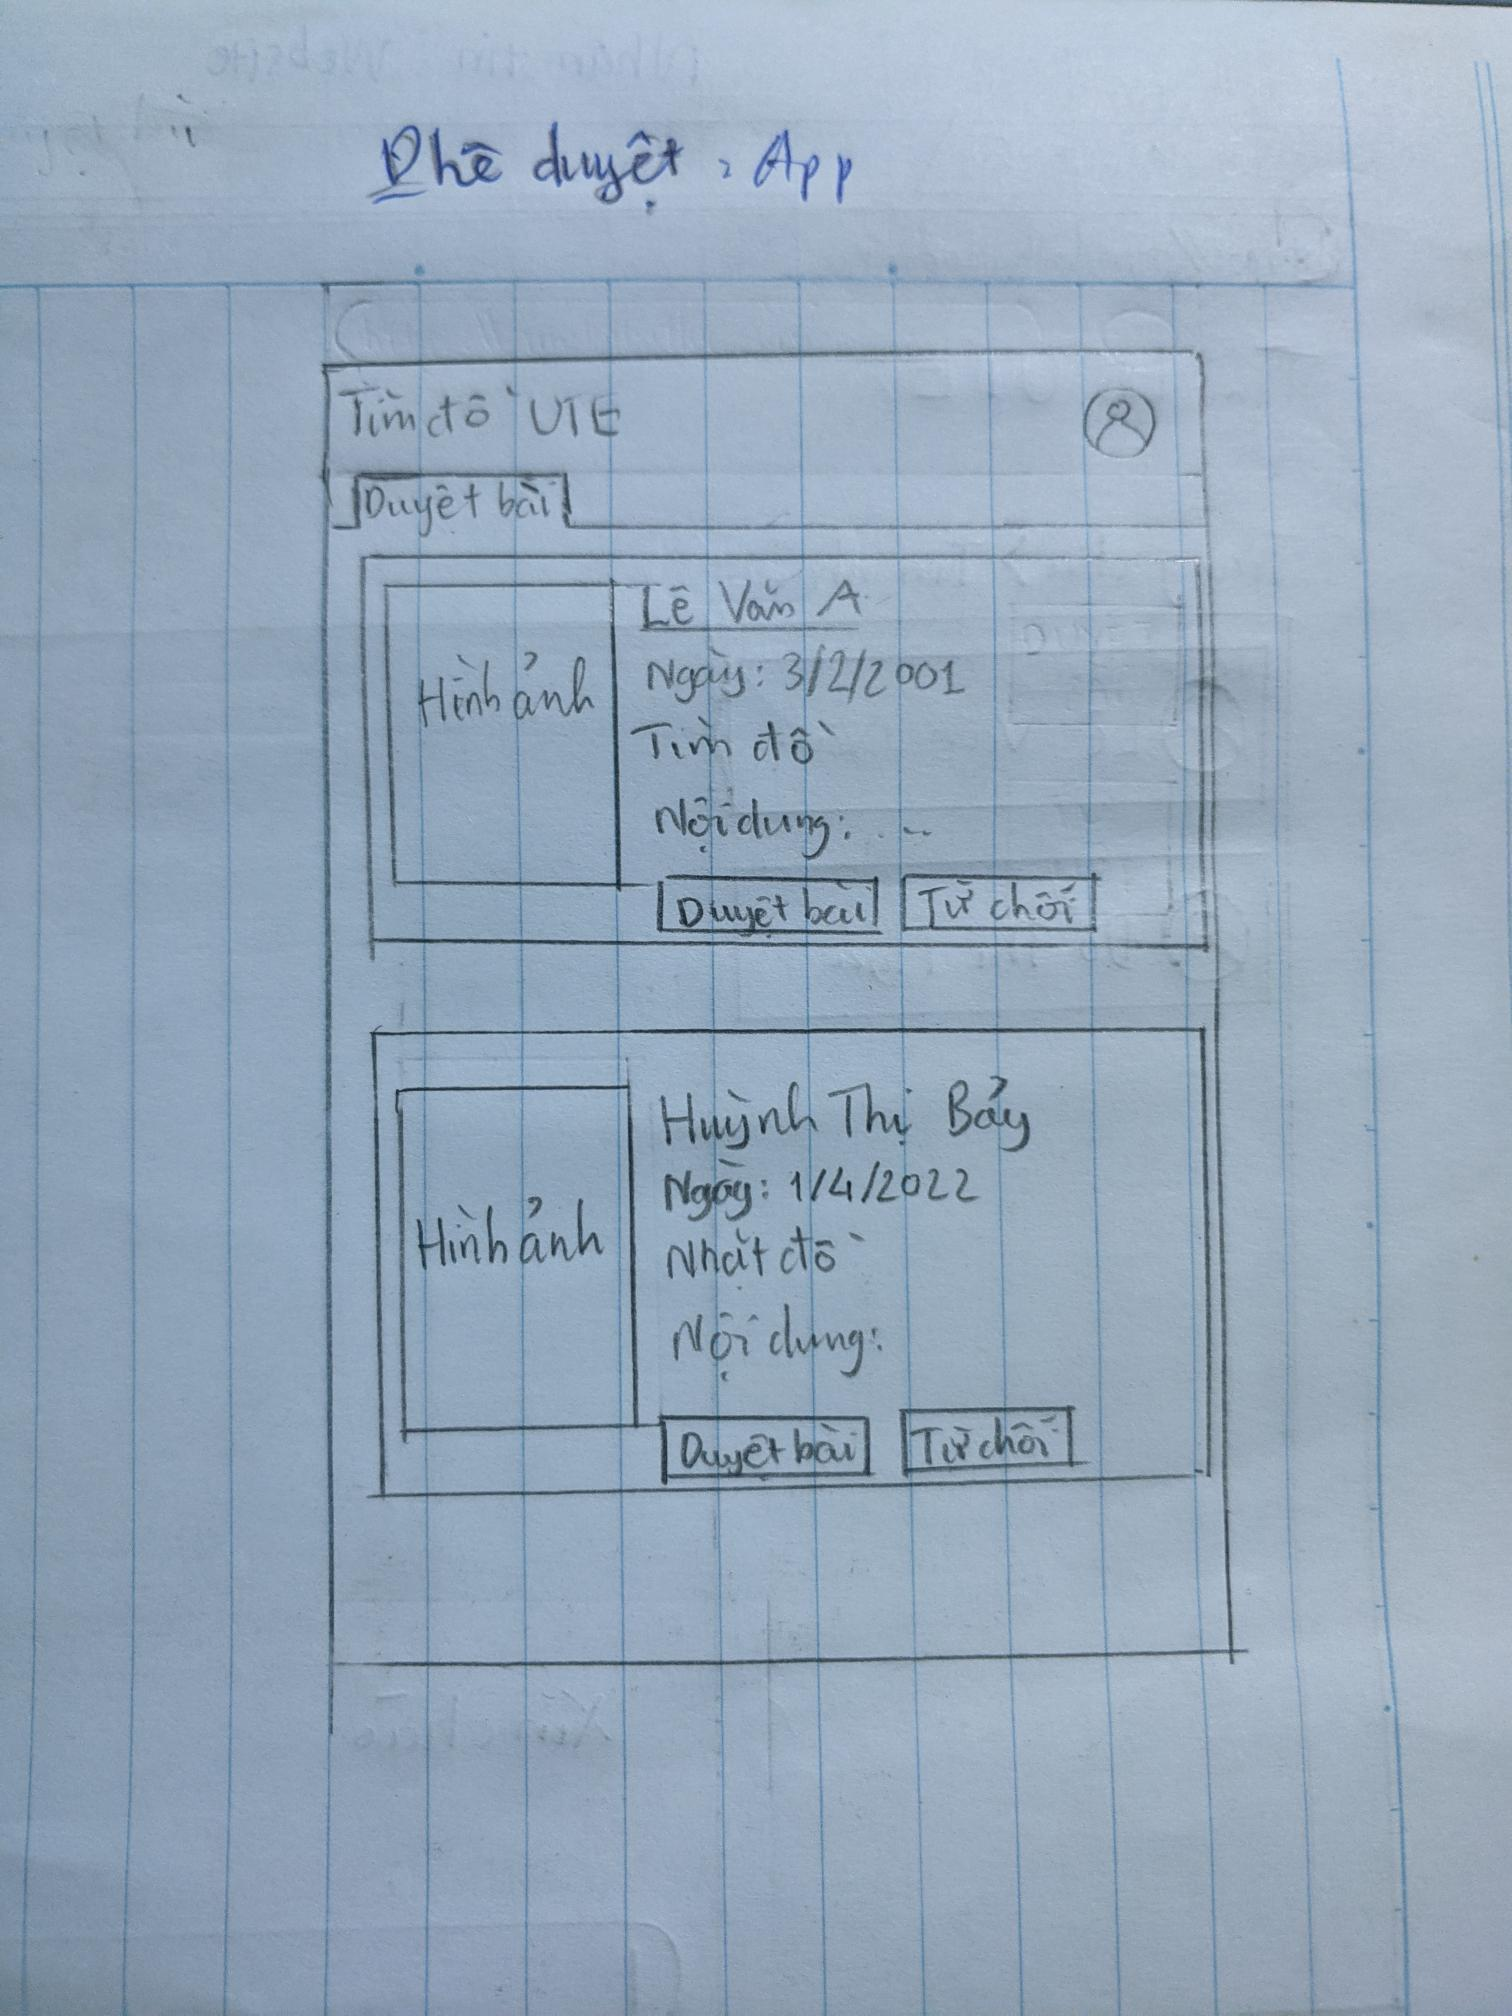 Phê duyệt : App
Tìm đồ UTE
Duyệt bài
Hình ảnh
Lê Văn A
Ngày: 3/2/2001
Tìm đồ
Nội dung: ...
Duyệt bài
Từ chối
Hình ảnh
Huỳnh Thị Bảy
Ngày: 1/4/2022
Nhặt đồ
Nội dung:
Duyệt bài
Từ chối